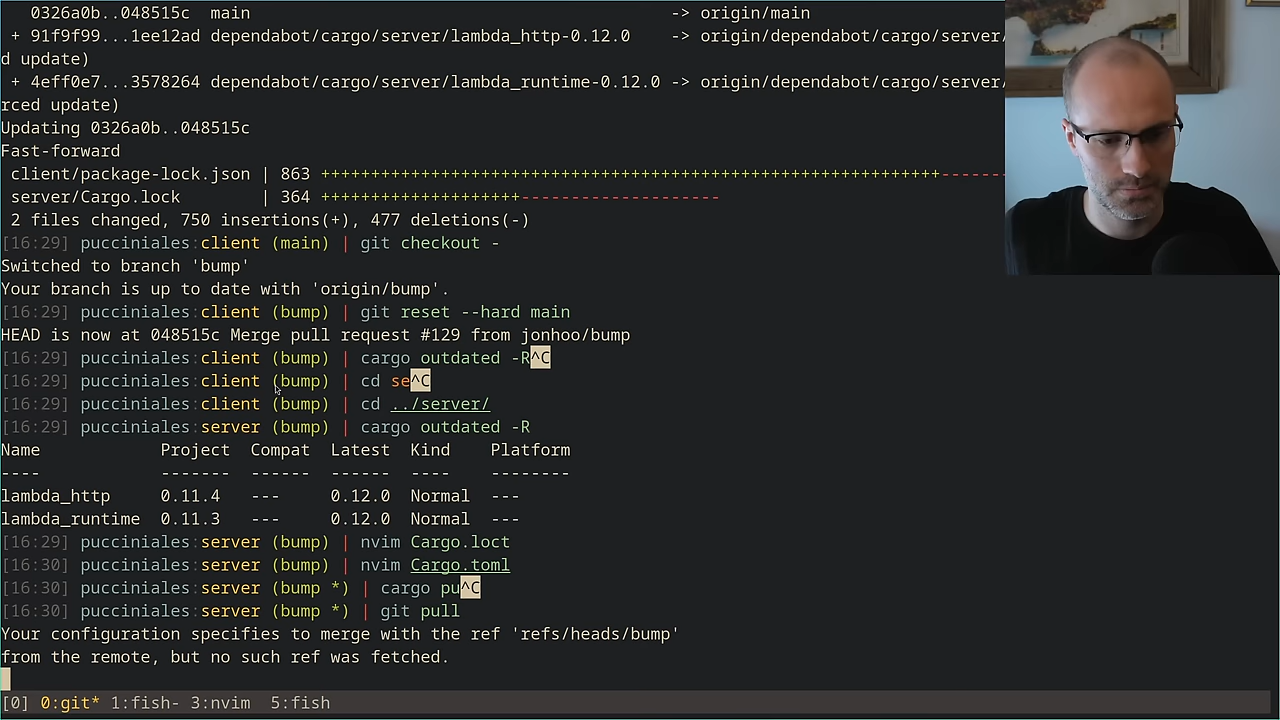 0326a0b..048515c  main                                          -> origin/main
 + 91f9f99...1ee12ad dependabot/cargo/server/lambda_http-0.12.0    -> origin/dependabot/cargo/server/
d update)
 + 4eff0e7...3578264 dependabot/cargo/server/lambda_runtime-0.12.0 -> origin/dependabot/cargo/server/
rced update)
Updating 0326a0b..048515c
Fast-forward
 client/package-lock.json | 863 ++++++++++++++++++++++++++++++++++++++++++++++++++++++++++++++-------
 server/Cargo.lock        | 364 ++++++++++++++++++++--------------------
 2 files changed, 750 insertions(+), 477 deletions(-)
[16:29] pucciniales:client (main) | git checkout -
Switched to branch 'bump'
Your branch is up to date with 'origin/bump'.
[16:29] pucciniales:client (bump) | git reset --hard main
HEAD is now at 048515c Merge pull request #129 from jonhoo/bump
[16:29] pucciniales:client (bump) | cargo outdated -R^C
[16:29] pucciniales:client (bump) | cd se^C
[16:29] pucciniales:client (bump) | cd ../server/
[16:29] pucciniales:server (bump) | cargo outdated -R
Name            Project  Compat  Latest  Kind    Platform
----            -------  ------  ------  ----    --------
lambda_http     0.11.4   ---     0.12.0  Normal  ---
lambda_runtime  0.11.3   ---     0.12.0  Normal  ---
[16:29] pucciniales:server (bump) | nvim Cargo.loct
[16:30] pucciniales:server (bump) | nvim Cargo.toml
[16:30] pucciniales:server (bump *) | cargo pu^C
[16:30] pucciniales:server (bump *) | git pull
Your configuration specifies to merge with the ref 'refs/heads/bump'
from the remote, but no such ref was fetched.
[0] 0:git* 1:fish- 3:nvim  5:fish